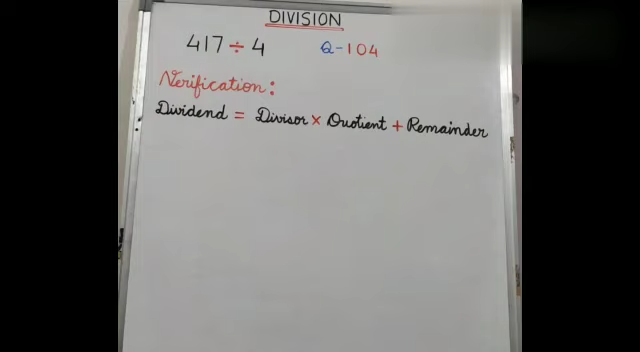 DIVISION
417 ÷ 4 Q-104
Verification:
Dividend = Divisor × Quotient + Remainder